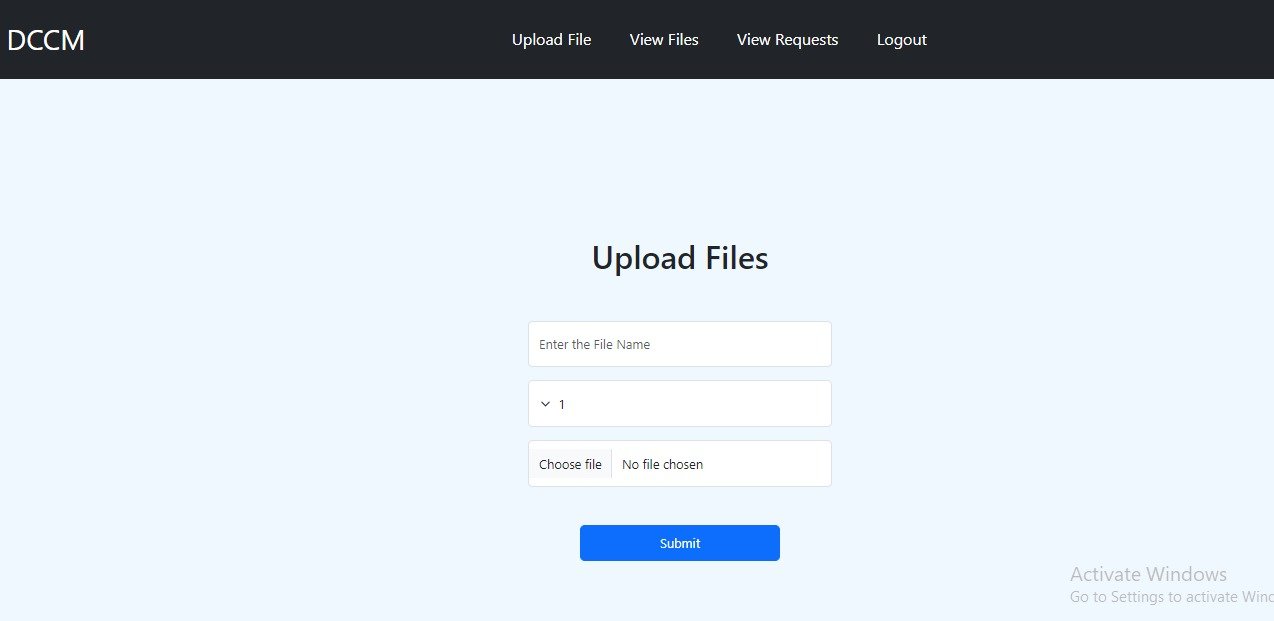 DCCM
Upload File View Files View Requests Logout
Upload Files
Enter the File Name
1
Choose file No file chosen
Submit
Activate Windows
Go to Settings to activate Winc